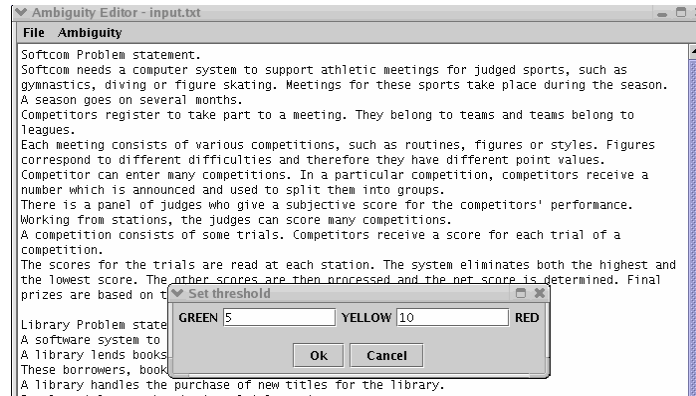 Ambiguity Editor - input.txt
File Ambiguity
Softcom Problem statement.
Softcom needs a computer system to support athletic meetings for judged sports, such as
gymnastics, diving or figure skating. Meetings for these sports take place during the season.
A season goes on several months.
Competitors register to take part to a meeting. They belong to teams and teams belong to
leagues.
Each meeting consists of various competitions, such as routines, figures or styles. Figures
correspond to different difficulties and therefore they have different point values.
Competitor can enter many competitions. In a particular competition, competitors receive a
number which is announced and used to split them into groups.
There is a panel of judges who give a subjective score for the competitors' performance.
Working from stations, the judges can score many competitions.
A competition consists of some trials. Competitors receive a score for each trial of a
competition.
The scores for the trials are read at each station. The system eliminates both the highest and
the lowest score. The other scores are then processed and the net score is determined. Final
prizes are based on t
Set threshold
GREEN 5 YELLOW 10 RED
Ok Cancel
Library Problem state
A software system to
A library lends books
These borrowers, book
A library handles the purchase of new titles for the library.